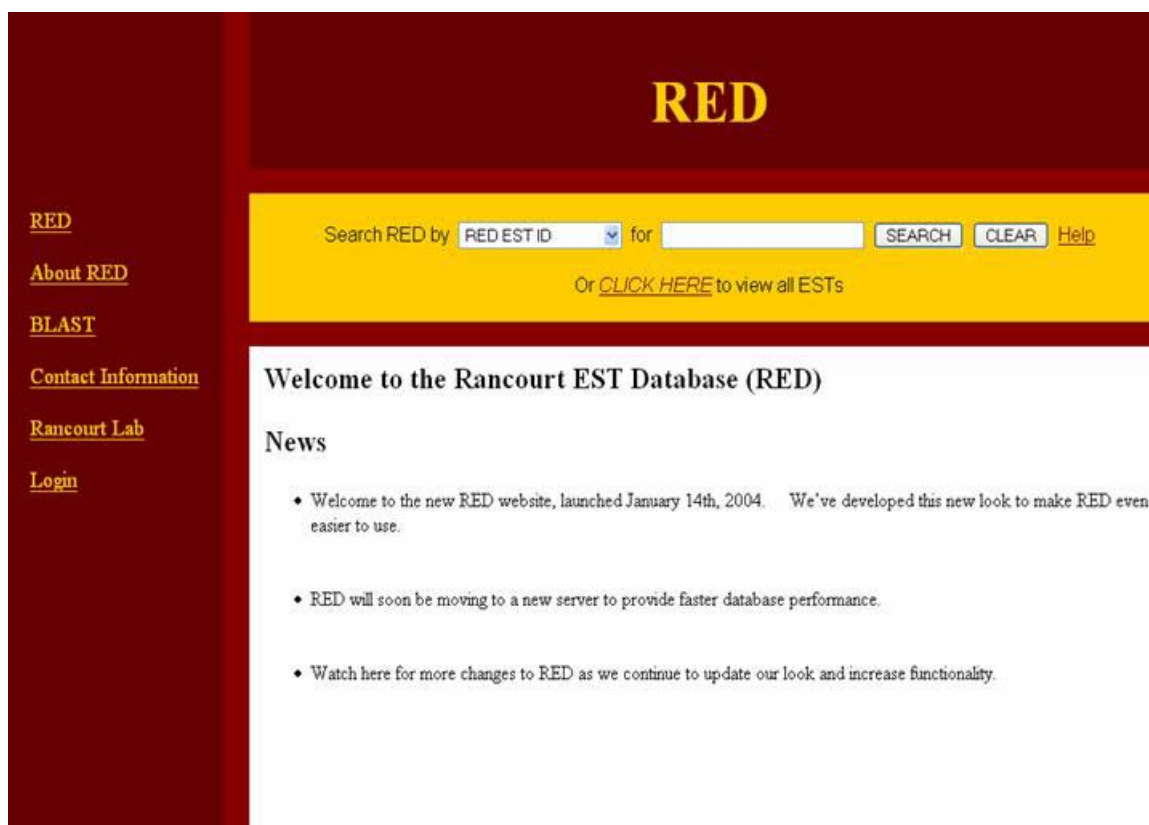 RED
RED
About RED
BLAST
Contact Information
Rancourt Lab
Login
Search RED by RED EST ID for SEARCH CLEAR Help
Or CLICK HERE to view all ESTs
Welcome to the Rancourt EST Database (RED)
News
Welcome to the new RED website, launched January 14th, 2004. We've developed this new look to make RED even
easier to use.
RED will soon be moving to a new server to provide faster database performance.
Watch here for more changes to RED as we continue to update our look and increase functionality.